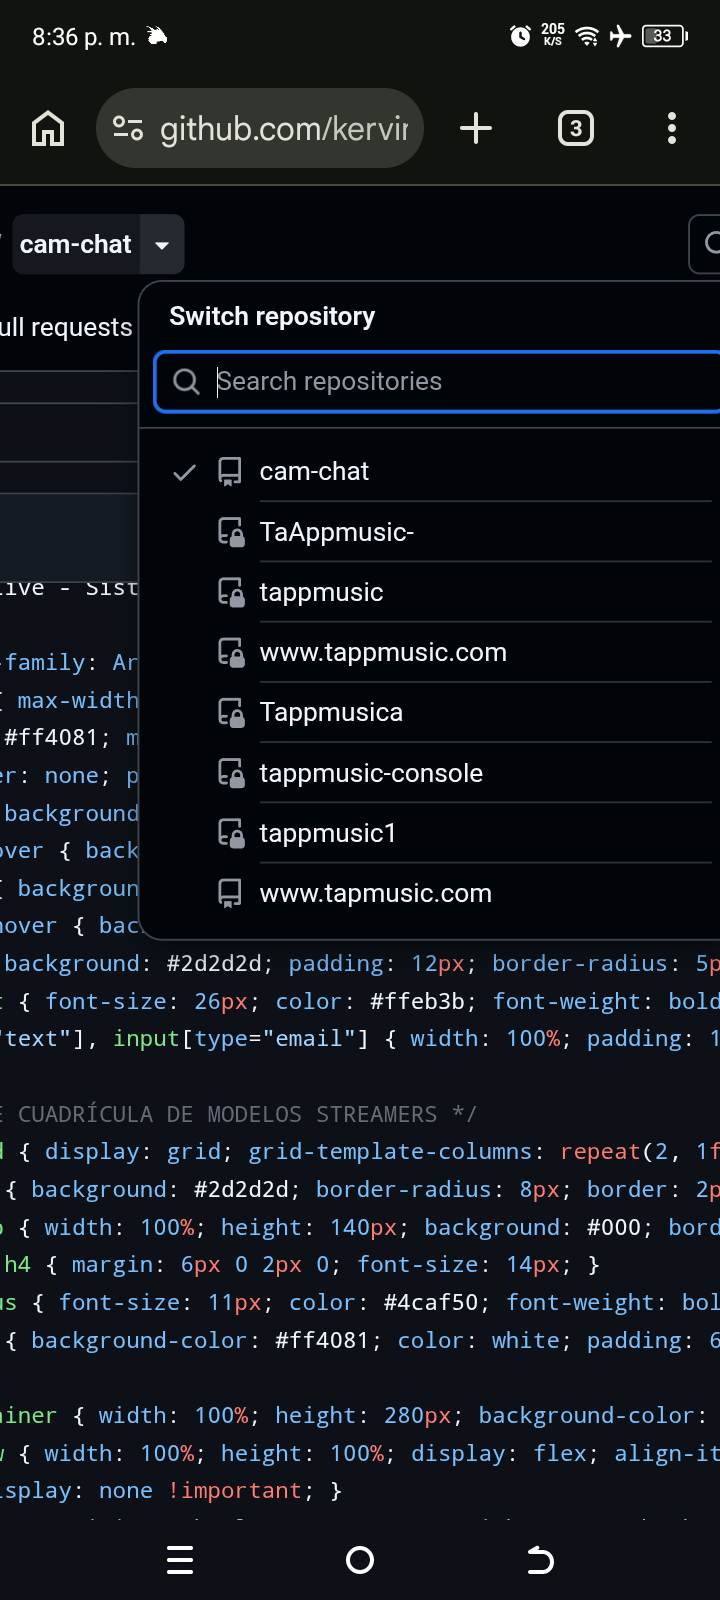 8:36 p. m.
205
K/S
33
github.com/kervir
3
cam-chat
Switch repository
ull requests
Search repositories
cam-chat
TaAppmusic-
tappmusic
www.tappmusic.com
Tappmusica
tappmusic-console
tappmusic1
www.tapmusic.com
ive - Sist
-family: Ar
{ max-width
#ff4081; m
er: none; p
background
over { back
{ backgroun
hover { bac
background: #2d2d2d; padding: 12px; border-radius: 5p
t { font-size: 26px; color: #ffeb3b; font-weight: bold
"text"], input[type="email"] { width: 100%; padding: 1
E CUADRÍCULA DE MODELOS STREAMERS */
d { display: grid; grid-template-columns: repeat(2, 1f
{ background: #2d2d2d; border-radius: 8px; border: 2p
o { width: 100%; height: 140px; background: #000; bord
h4 { margin: 6px 0 2px 0; font-size: 14px; }
us { font-size: 11px; color: #4caf50; font-weight: bol
{ background-color: #ff4081; color: white; padding: 6
ainer { width: 100%; height: 280px; background-color:
w { width: 100%; height: 100%; display: flex; align-it
isplay: none !important; }